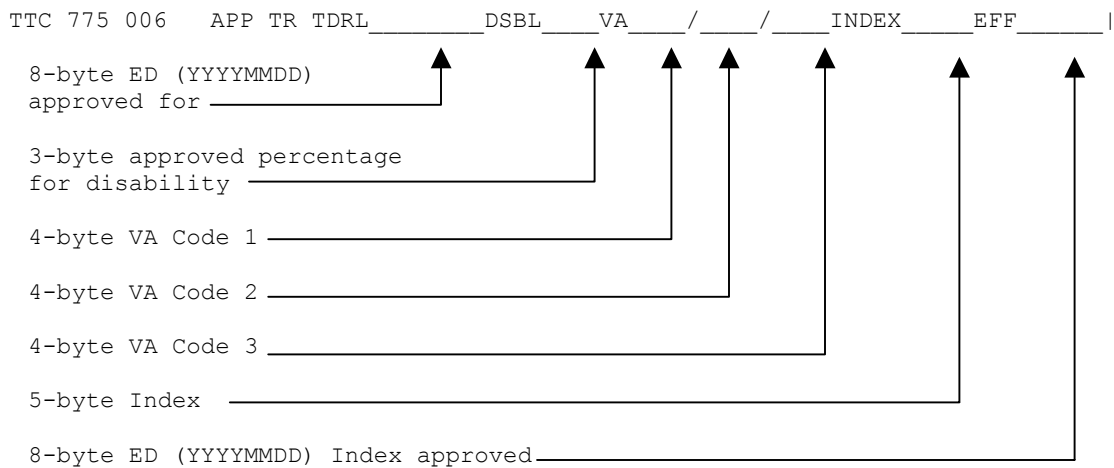 TTC 775 006   APP TR TDRL________DSBL____VA____/____/____INDEX_____EFF______|
8-byte ED (YYYYMMDD)
approved for
3-byte approved percentage
for disability
4-byte VA Code 1
4-byte VA Code 2
4-byte VA Code 3
5-byte Index
8-byte ED (YYYYMMDD) Index approved